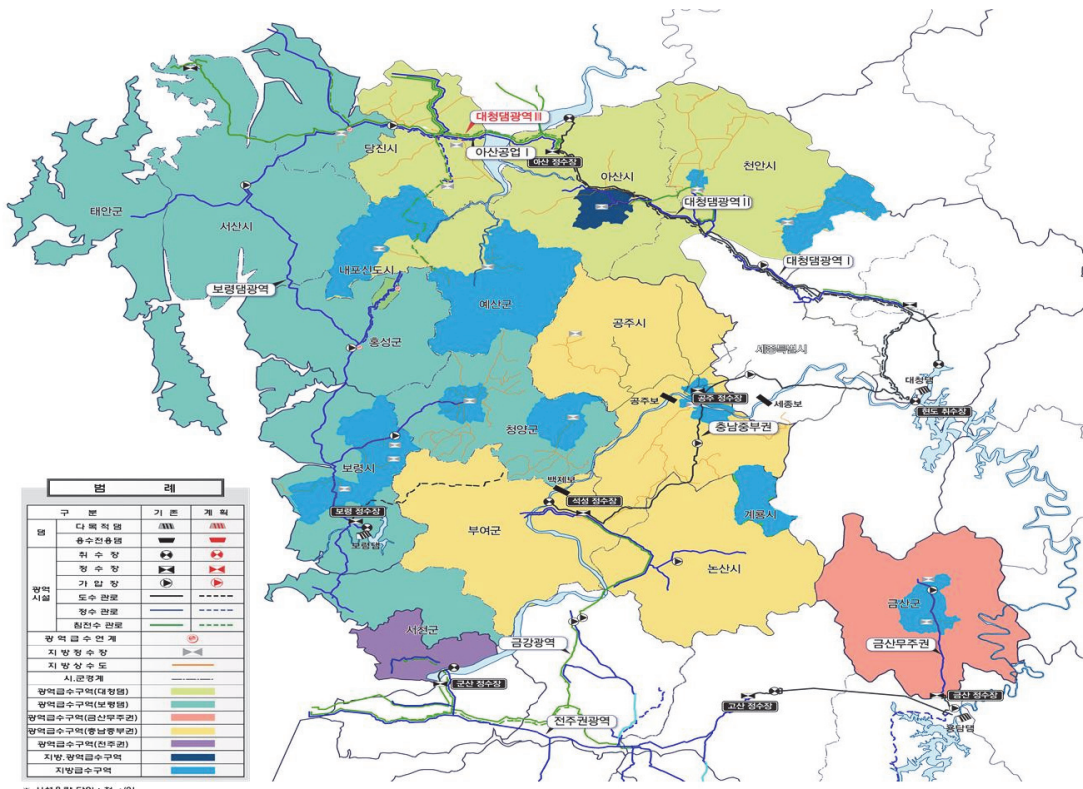 대청댐광역Ⅱ
당진시
아산공업Ⅰ
아산 정수장
천안시
아산시
태안군
서산시
대청댐광역Ⅱ
내포신도시
대청댐광역Ⅰ
보령댐광역
예산군
공주시
홍성군
세종특별시
대청댐
공주보
공주 정수장
세종보
현도 취수장
청양군
충남중부권
보령시
백제보
석성 정수장
보령 정수장
계룡시
부여군
보령댐
논산시
금산군
서천군
금강광역
금산무주권
군산 정수장
금산 정수장
고산 정수장
전주권광역
용담댐
범 례
구 분 기 존 계 획
댐
다목적댐
용수전용댐
광역시설
취 수 장
정 수 장
가 압 장
도수 관로
정수 관로
침전수 관로
광역급수연계
지방정수장
지방상수도
시.군경계
광역급수구역(대청댐)
광역급수구역(보령댐)
광역급수구역(금산무주권)
광역급수구역(충남중부권)
광역급수구역(전주권)
지방.광역급수구역
지방급수구역